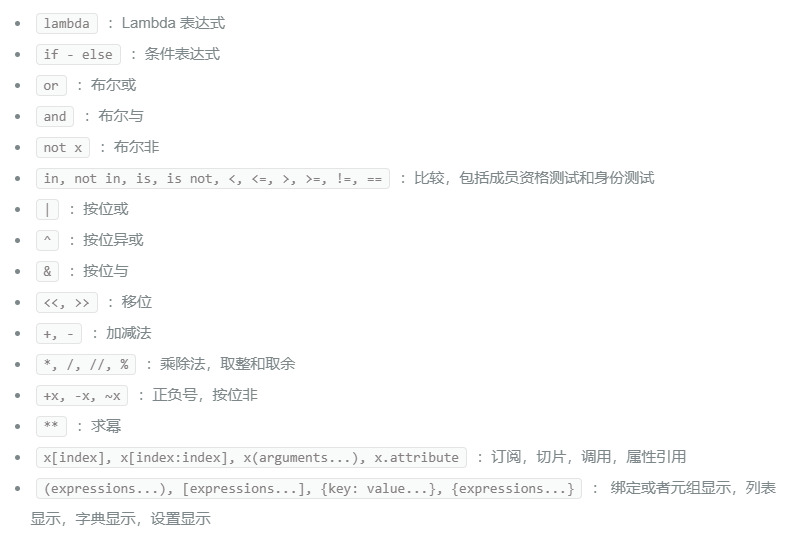 lambda ：Lambda 表达式
if - else ：条件表达式
or ：布尔或
and ：布尔与
not x ：布尔非
in, not in, is, is not, <, <=, >, >=, !=, == ：比较，包括成员资格测试和身份测试
| ：按位或
^ ：按位异或
& ：按位与
<<, >> ：移位
+, - ：加减法
*, /, //, % ：乘除法，取整和取余
+x, -x, ~x ：正负号，按位非
** ：求幂
x[index], x[index:index], x(arguments...), x.attribute ：订阅，切片，调用，属性引用
(expressions...), [expressions...], {key: value...}, {expressions...} ： 绑定或者元组显示，列表
显示，字典显示，设置显示